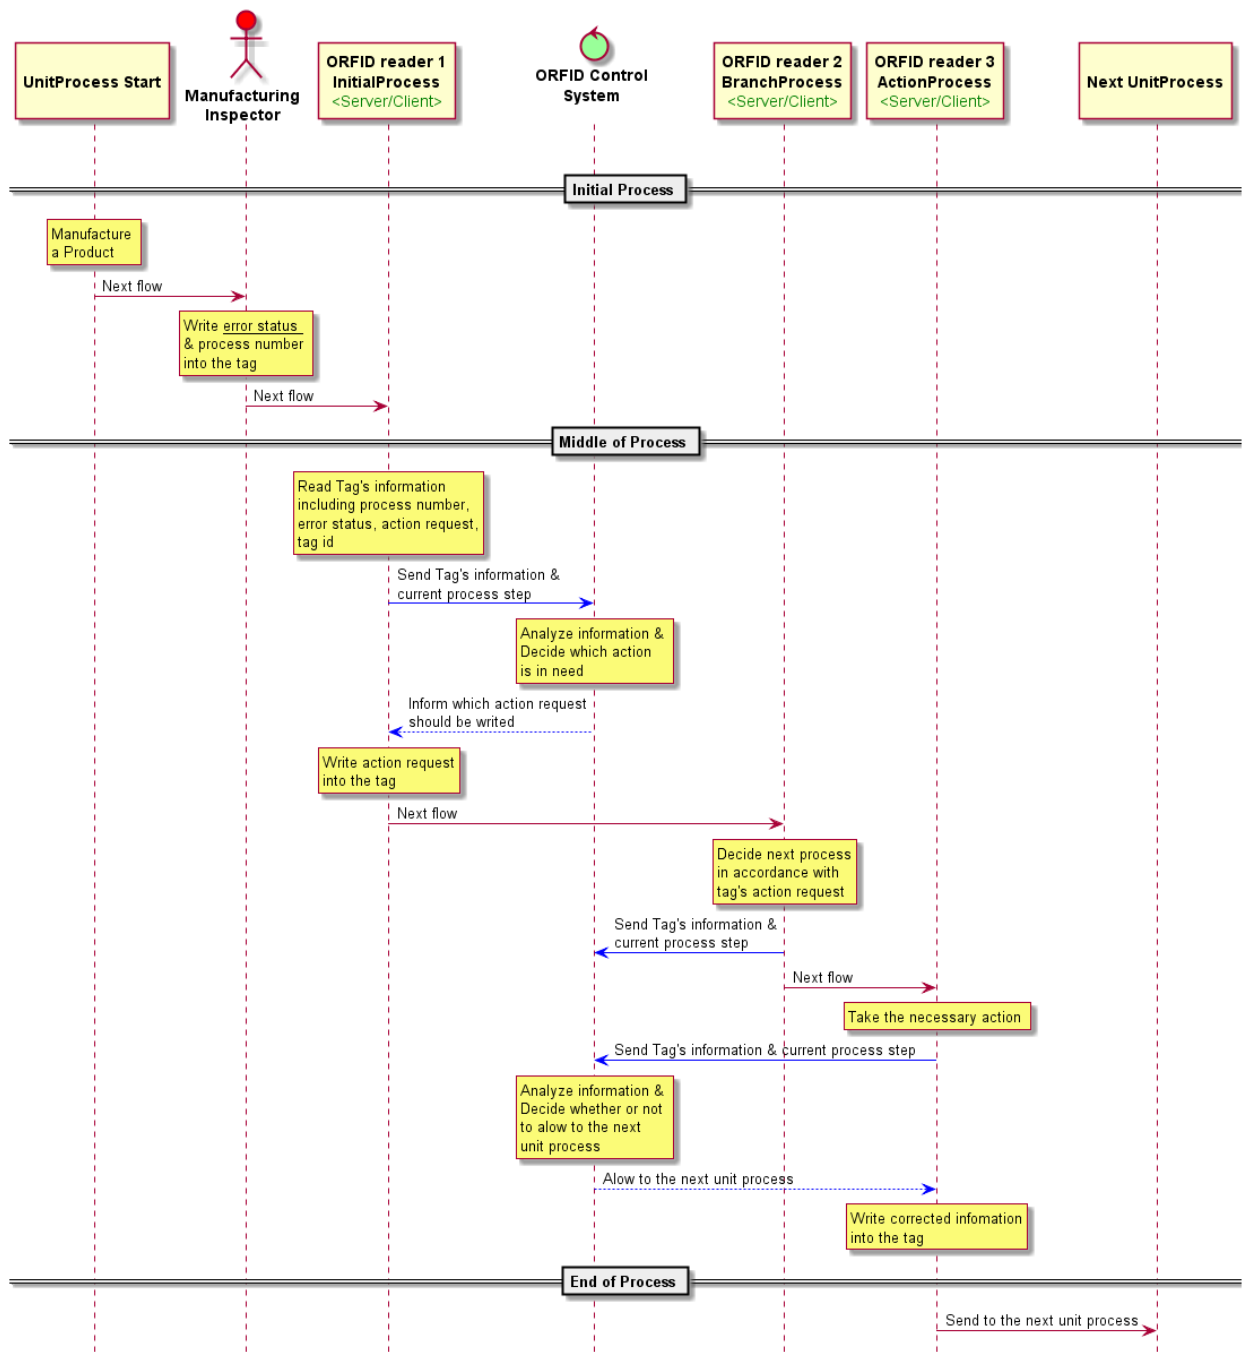 UnitProcess Start
Manufacturing
Inspector
ORFID reader 1
InitialProcess
<Server/Client>
ORFID Control
System
ORFID reader 2
BranchProcess
<Server/Client>
ORFID reader 3
ActionProcess
<Server/Client>
Next UnitProcess
Initial Process
Manufacture
a Product
Next flow
Write error status
& process number
into the tag
Next flow
Middle of Process
Read Tag's information
including process number,
error status, action request,
tag id
Send Tag's information &
current process step
Analyze information &
Decide which action
is in need
Inform which action request
should be writed
Write action request
into the tag
Next flow
Decide next process
in accordance with
tag's action request
Send Tag's information &
current process step
Next flow
Take the necessary action
Send Tag's information & current process step
Analyze information &
Decide whether or not
to alow to the next
unit process
Alow to the next unit process
Write corrected infomation
into the tag
End of Process
Send to the next unit process